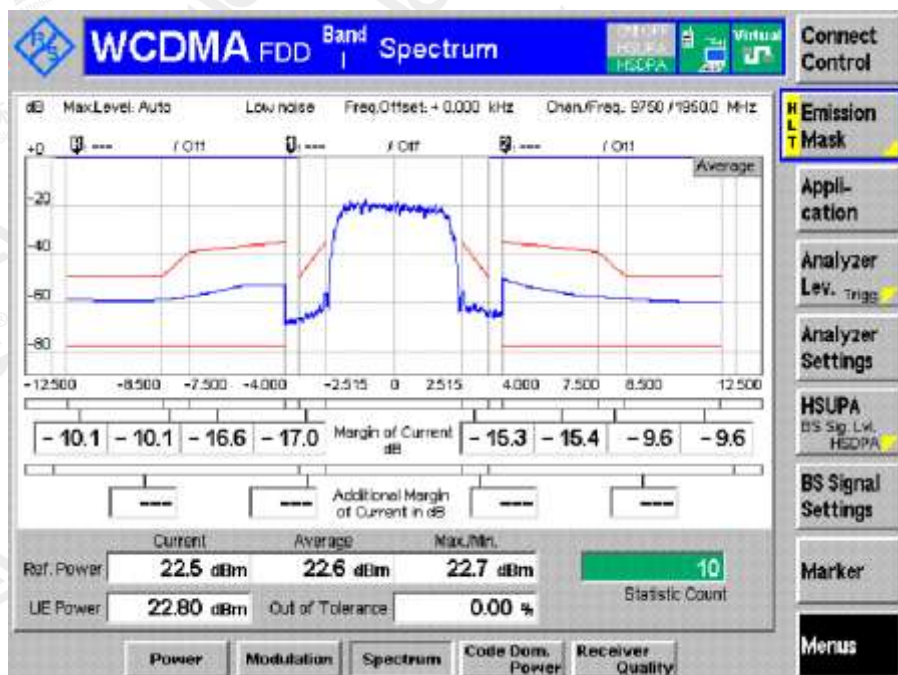 R&S
WCDMA FDD Band I Spectrum
HSDPA
Virtual
Connect Control
dB Max.Level: Auto Low noise Freq.Offset: + 0.000 kHz Chan./Freq. 9750 / 1950.0 MHz
HLT Emission Mask
+0 --- / Off 1: --- / Off 2: --- / Off
Average
-20
-40
-60
-80
-12.500 -8.500 -7.500 -4.000 -2.515 0 2.515 4.000 7.500 8.500 12.500
Appli-cation
Analyzer Lev. Trigg
Analyzer Settings
HSUPA
BS Sig. Lvl.
HSDPA
BS Signal Settings
Marker
Menus
- 10.1 - 10.1 - 16.6 - 17.0 Margin of Current dB - 15.3 - 15.4 - 9.6 - 9.6
--- --- Additional Margin of Current in dB --- ---
Current Average Max./Min.
Ref. Power 22.5 dBm 22.6 dBm 22.7 dBm 10
Statistic Count
UE Power 22.80 dBm Out of Tolerance 0.00 %
Power Modulation Spectrum Code Dom. Power Receiver Quality